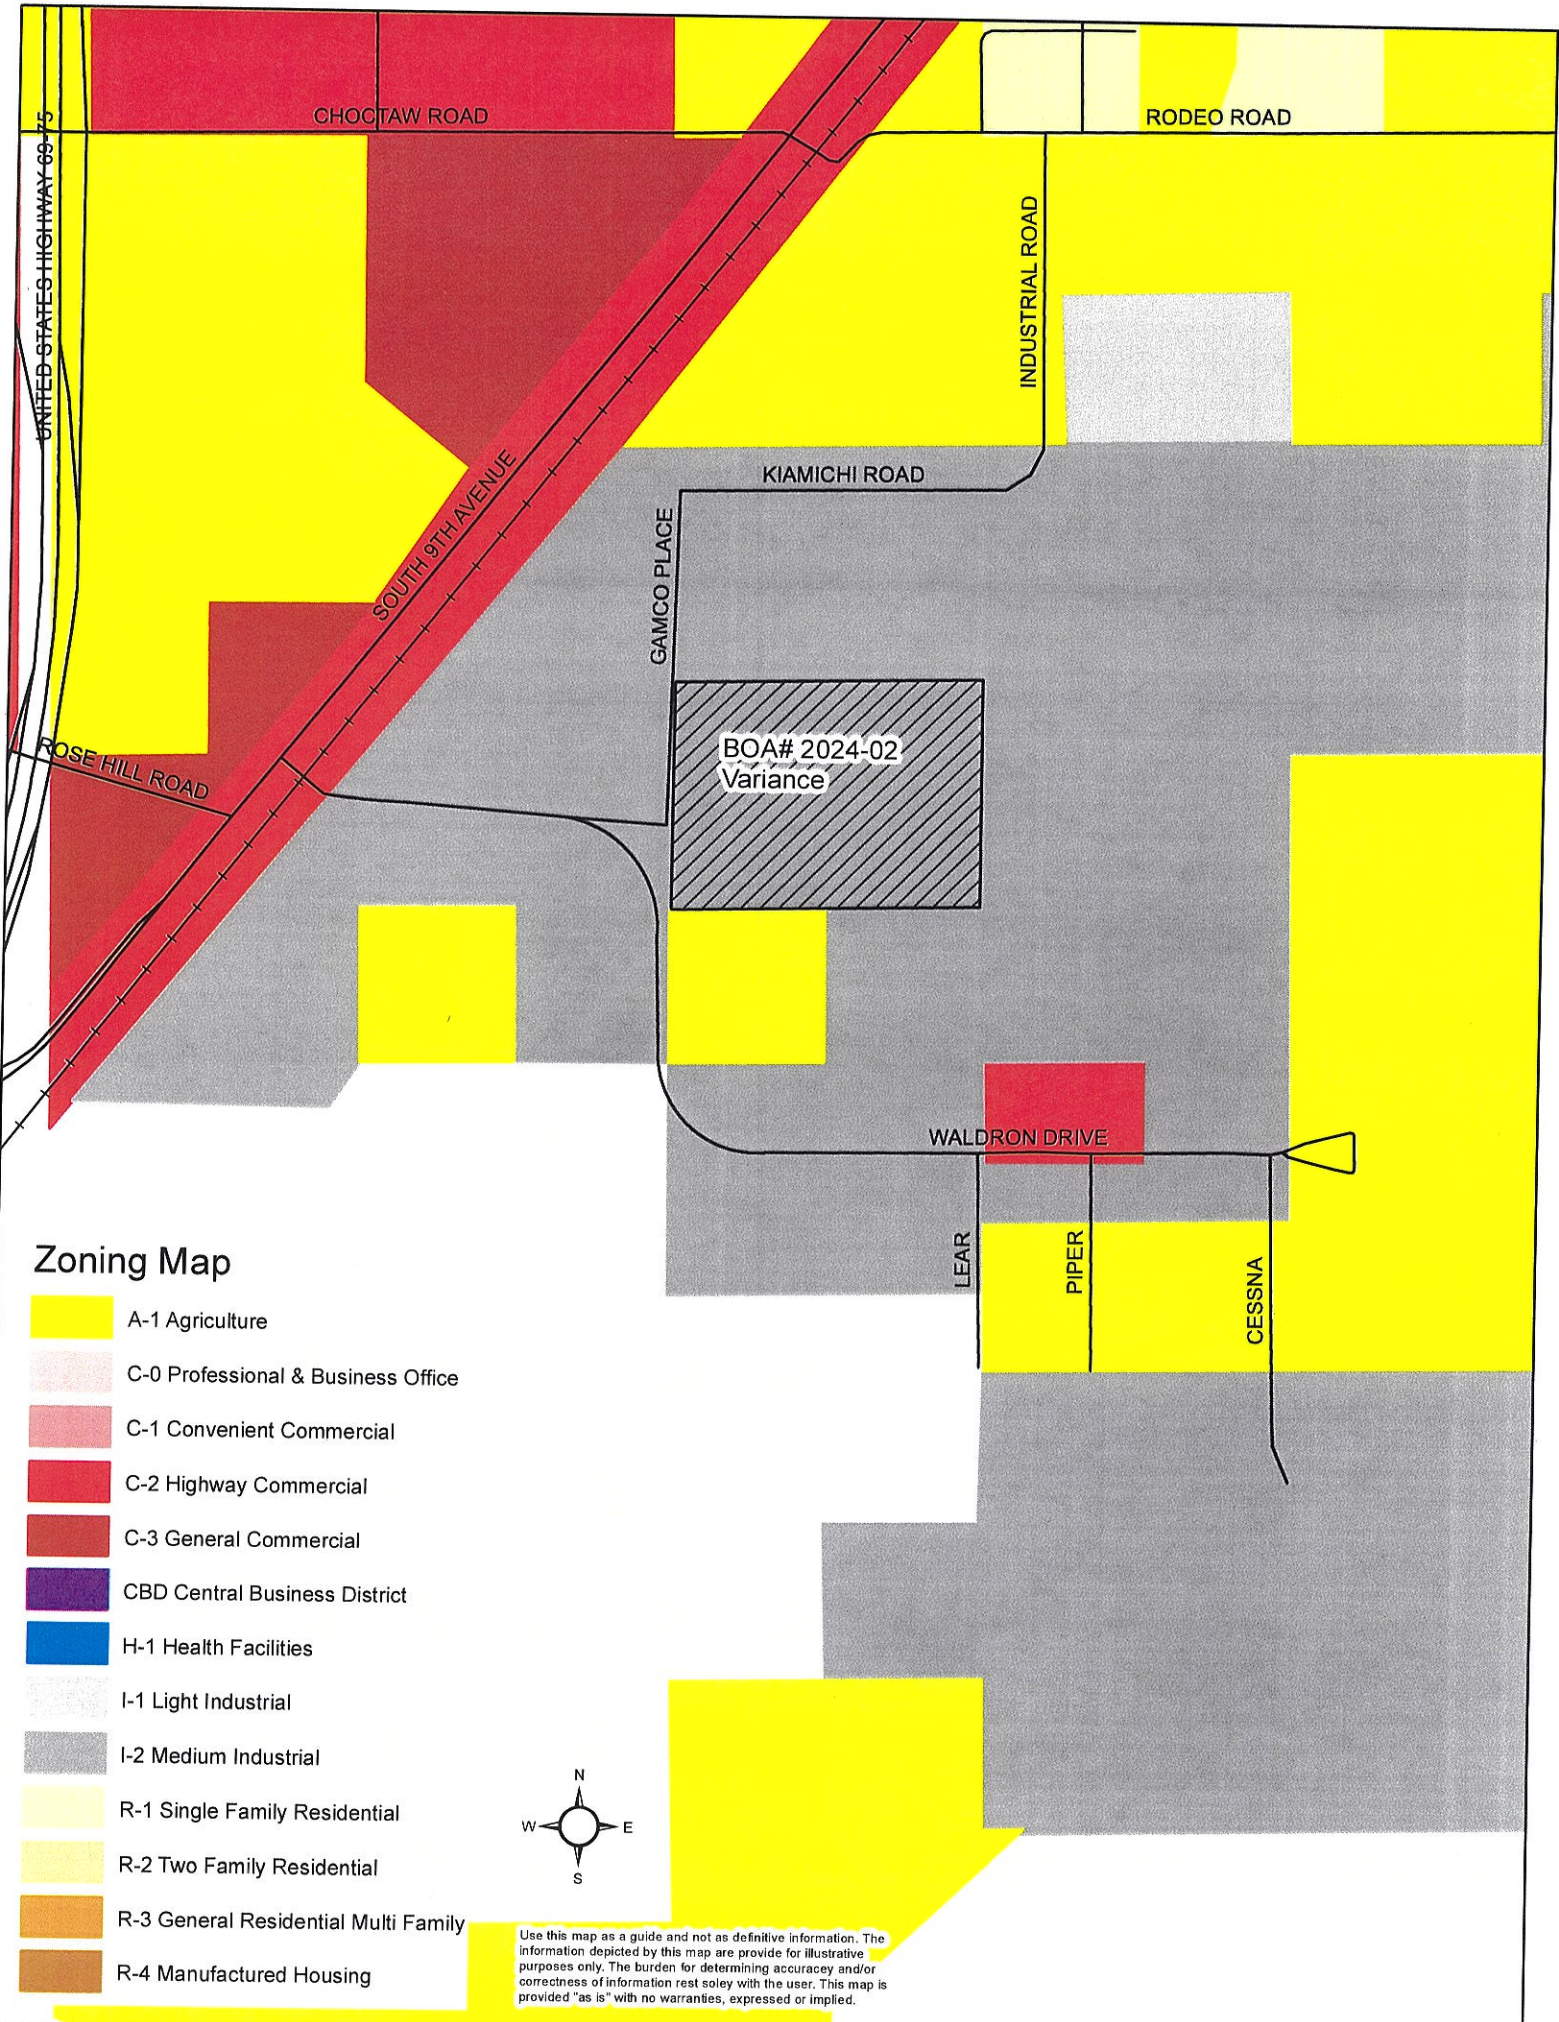 CHOCTAW ROAD
RODEO ROAD
UNITED STATES HIGHWAY 69-75
INDUSTRIAL ROAD
KIAMICHI ROAD
SOUTH 9TH AVENUE
GAMCO PLACE
BOA# 2024-02
Variance
ROSE HILL ROAD
WALDRON DRIVE
LEAR
PIPER
CESSNA
Zoning Map
A-1 Agriculture
C-0 Professional & Business Office
C-1 Convenient Commercial
C-2 Highway Commercial
C-3 General Commercial
CBD Central Business District
H-1 Health Facilities
I-1 Light Industrial
I-2 Medium Industrial
R-1 Single Family Residential
R-2 Two Family Residential
R-3 General Residential Multi Family
R-4 Manufactured Housing
N
W E
S
Use this map as a guide and not as definitive information. The
information depicted by this map are provide for illustrative
purposes only. The burden for determining accuracey and/or
correctness of information rest soley with the user. This map is
provided "as is" with no warranties, expressed or implied.